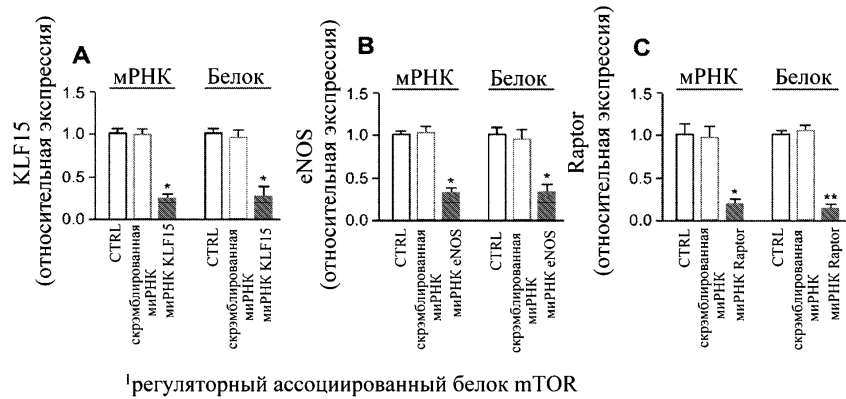 A
мРНК
Белок
KLF15
(относительная экспрессия)
1.5
1.0
0.5
0.0
*
*
CTRL
скрэмблированная
миРНК
миРНК KLF15
CTRL
скрэмблированная
миРНК
миРНК KLF15
B
мРНК
Белок
eNOS
(относительная экспрессия)
1.5
1.0
0.5
0.0
*
*
CTRL
скрэмблированная
миРНК
миРНК eNOS
CTRL
скрэмблированная
миРНК
миРНК eNOS
C
мРНК
Белок
Raptor
(относительная экспрессия)
1.5
1.0
0.5
0.0
*
**
CTRL
скрэмблированная
миРНК
миРНК Raptor
CTRL
скрэмблированная
миРНК
миРНК Raptor
¹регуляторный ассоциированный белок mTOR